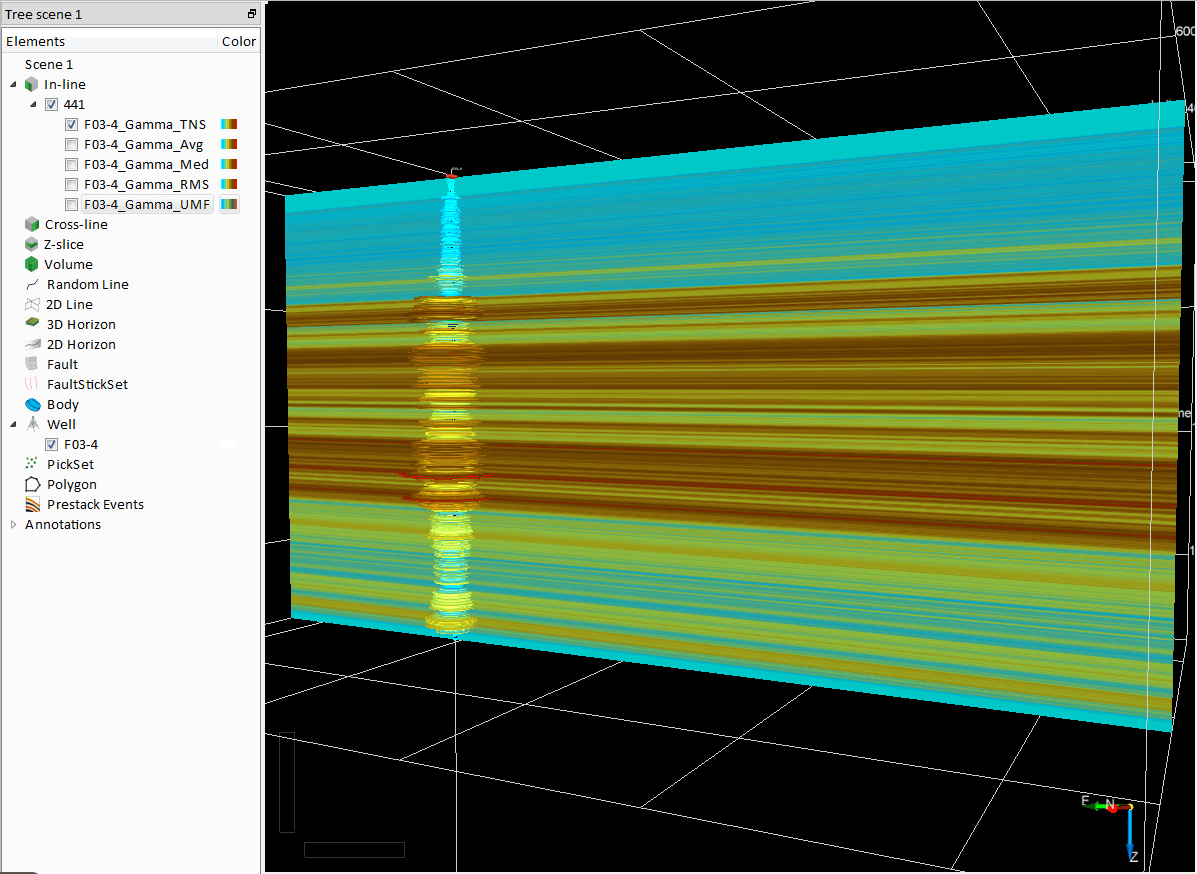 Tree scene 1
Elements Color
Scene 1
In-line
441
F03-4_Gamma_TNS
F03-4_Gamma_Avg
F03-4_Gamma_Med
F03-4_Gamma_RMS
F03-4_Gamma_UMF
Cross-line
Z-slice
Volume
Random Line
2D Line
3D Horizon
2D Horizon
Fault
FaultStickSet
Body
Well
F03-4
PickSet
Polygon
Prestack Events
Annotations
600
me
1
N
Z